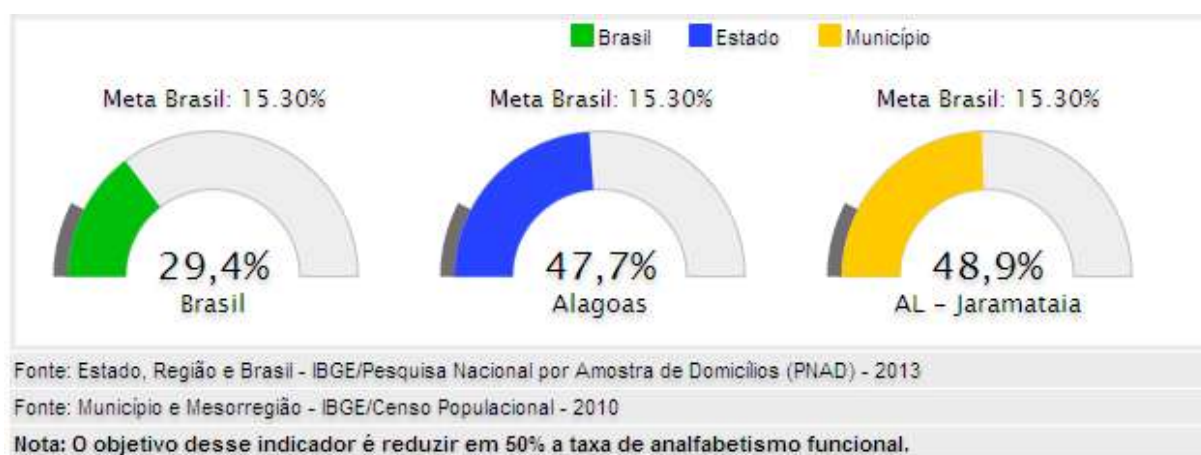 Brasil Estado Município
Meta Brasil: 15.30% Meta Brasil: 15.30% Meta Brasil: 15.30%
29,4% 47,7% 48,9%
Brasil Alagoas AL – Jaramataia
Fonte: Estado, Região e Brasil - IBGE/Pesquisa Nacional por Amostra de Domicílios (PNAD) - 2013
Fonte: Município e Mesorregião - IBGE/Censo Populacional - 2010
Nota: O objetivo desse indicador é reduzir em 50% a taxa de analfabetismo funcional.